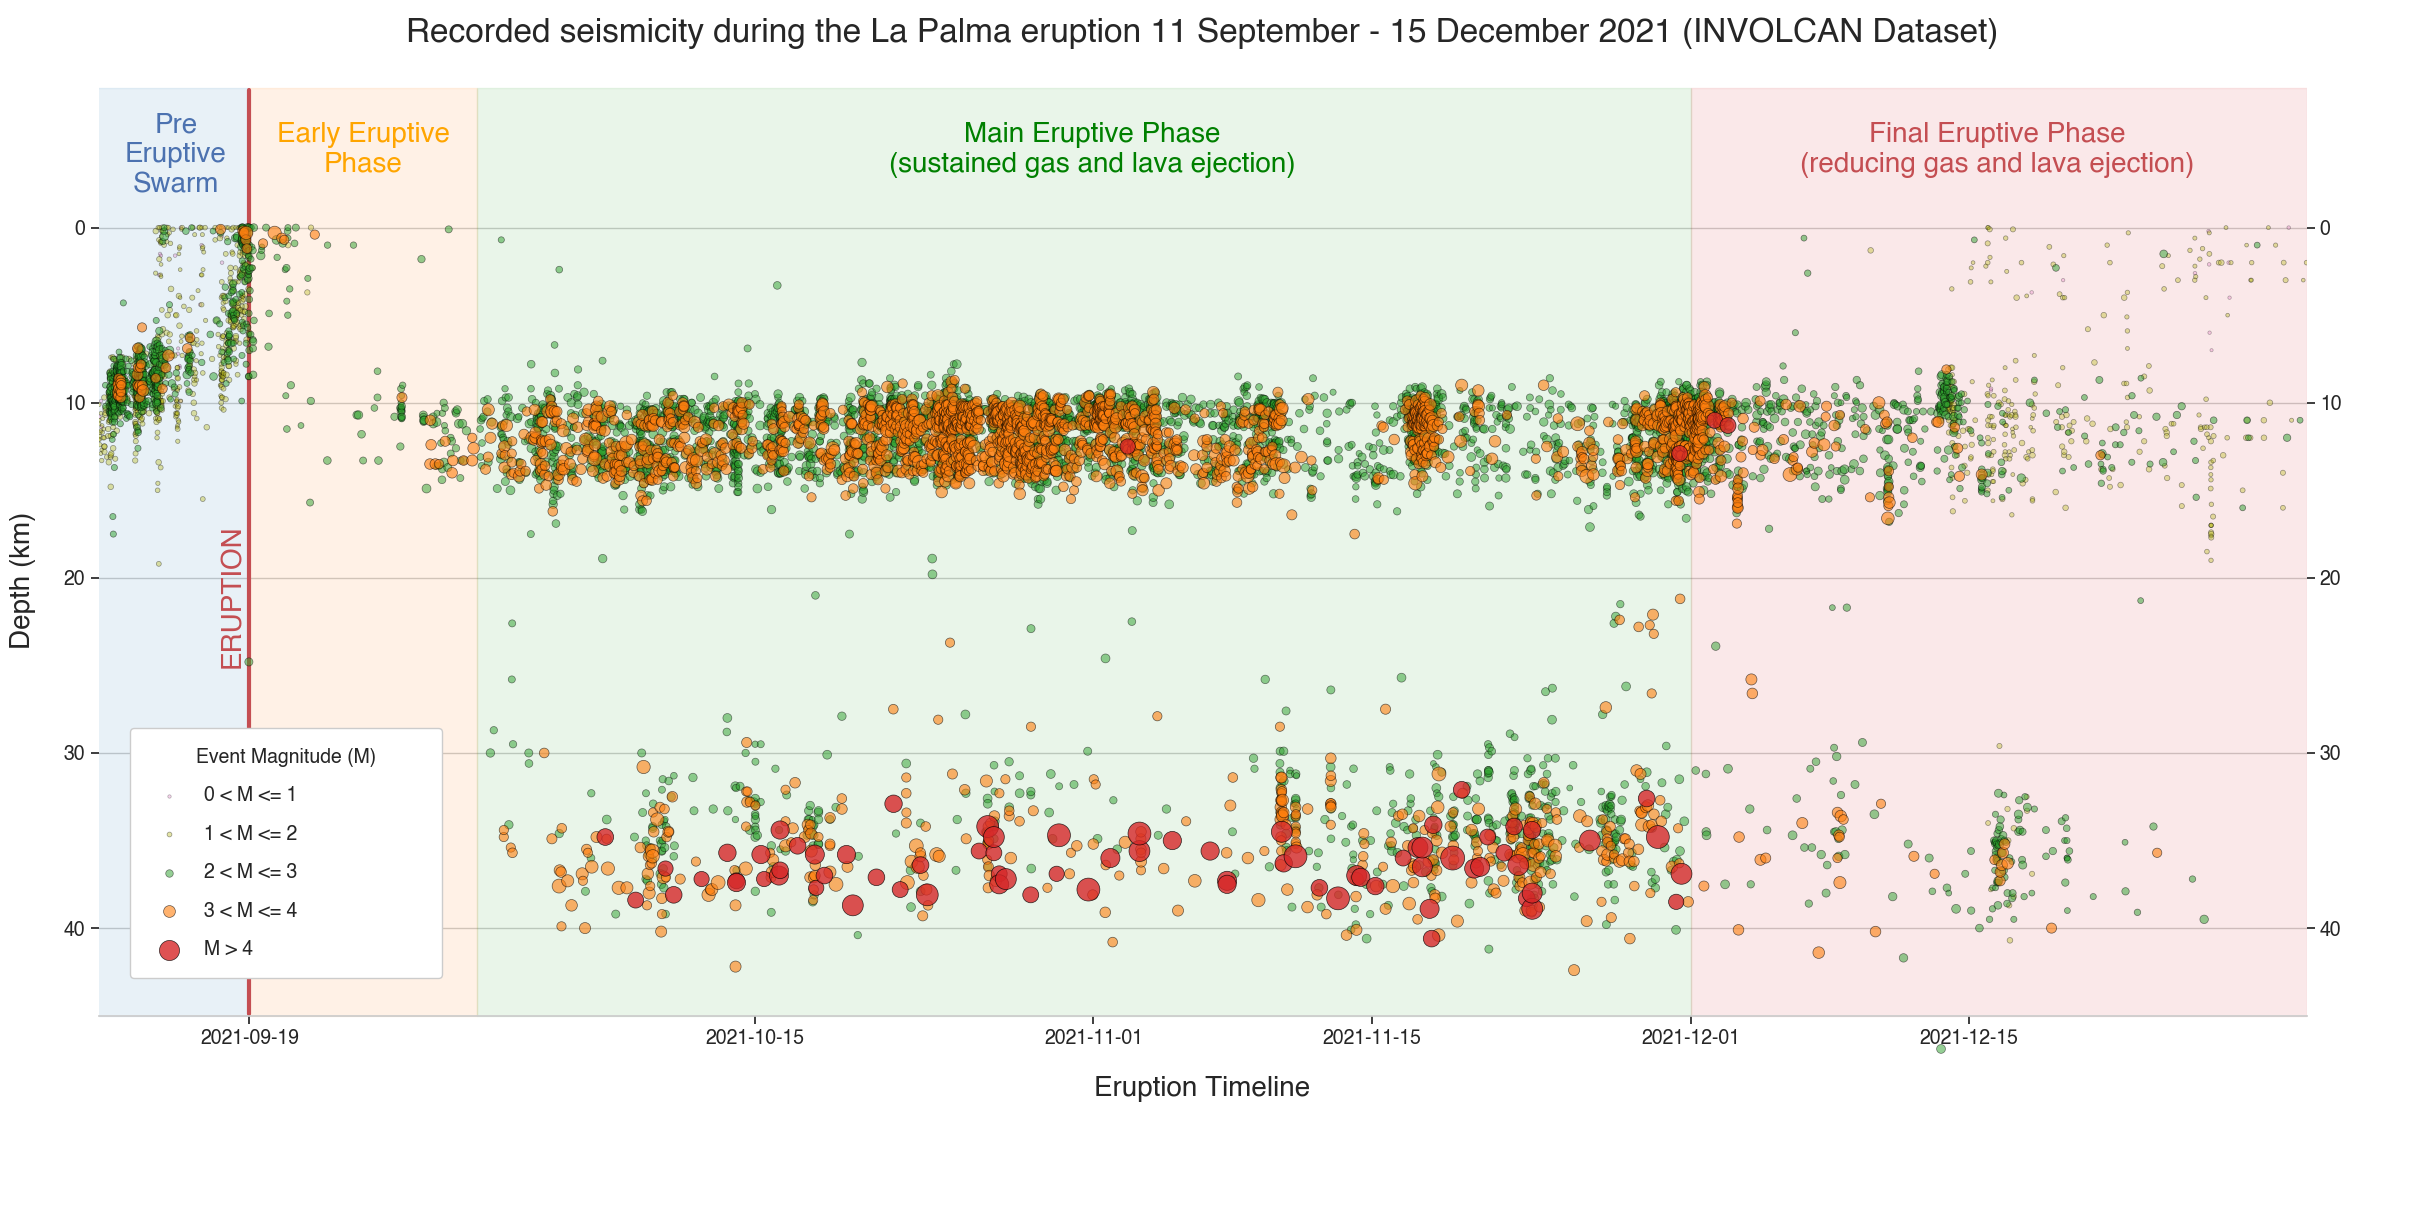 Recorded seismicity during the La Palma eruption 11 September - 15 December 2021 (INVOLCAN Dataset)
Pre
Eruptive
Swarm
Early Eruptive
Phase
Main Eruptive Phase
(sustained gas and lava ejection)
Final Eruptive Phase
(reducing gas and lava ejection)
0
10
20
30
40
Depth (km)
ERUPTION
0
10
20
30
40
Event Magnitude (M)
0 < M <= 1
1 < M <= 2
2 < M <= 3
3 < M <= 4
M > 4
2021-09-19
2021-10-15
2021-11-01
2021-11-15
2021-12-01
2021-12-15
Eruption Timeline